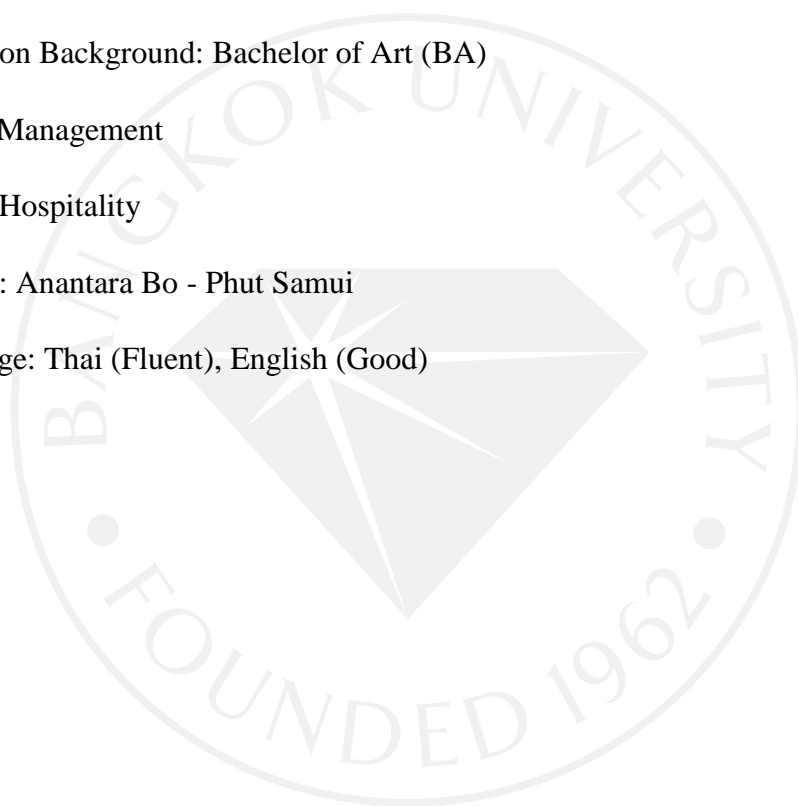 on Background: Bachelor of Art (BA)
Management
Hospitality
: Anantara Bo - Phut Samui
ge: Thai (Fluent), English (Good)
BANGKOK UNIVERSITY
FOUNDED 1962